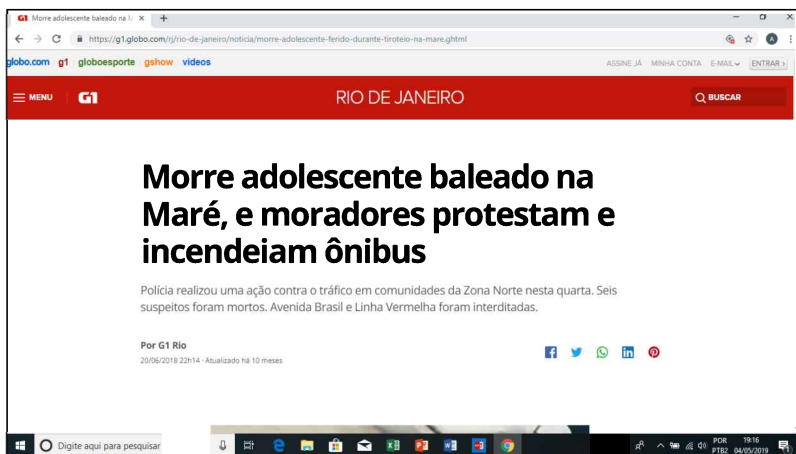 G1 Morre adolescente baleado na M
https://g1.globo.com/rj/rio-de-janeiro/noticia/morre-adolescente-ferido-durante-tiroteio-na-mare.ghtml
A
globo.com g1 globoesporte gshow videos ASSINE JÁ MINHA CONTA E-MAIL ENTRAR ›
MENU G1 RIO DE JANEIRO BUSCAR
Morre adolescente baleado na
Maré, e moradores protestam e
incendeiam ônibus
Polícia realizou uma ação contra o tráfico em comunidades da Zona Norte nesta quarta. Seis
suspeitos foram mortos. Avenida Brasil e Linha Vermelha foram interditadas.
Por G1 Rio
20/06/2018 22h14 · Atualizado há 10 meses
Digite aqui para pesquisar
POR 19:16
PTB2 04/05/2019